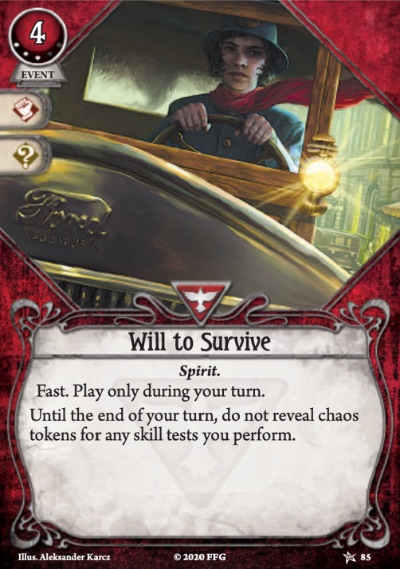 4
EVENT
?
Ford
Will to Survive
Spirit.
Fast. Play only during your turn.
Until the end of your turn, do not reveal chaos
tokens for any skill tests you perform.
Illus. Aleksander Karcz
© 2020 FFG
85